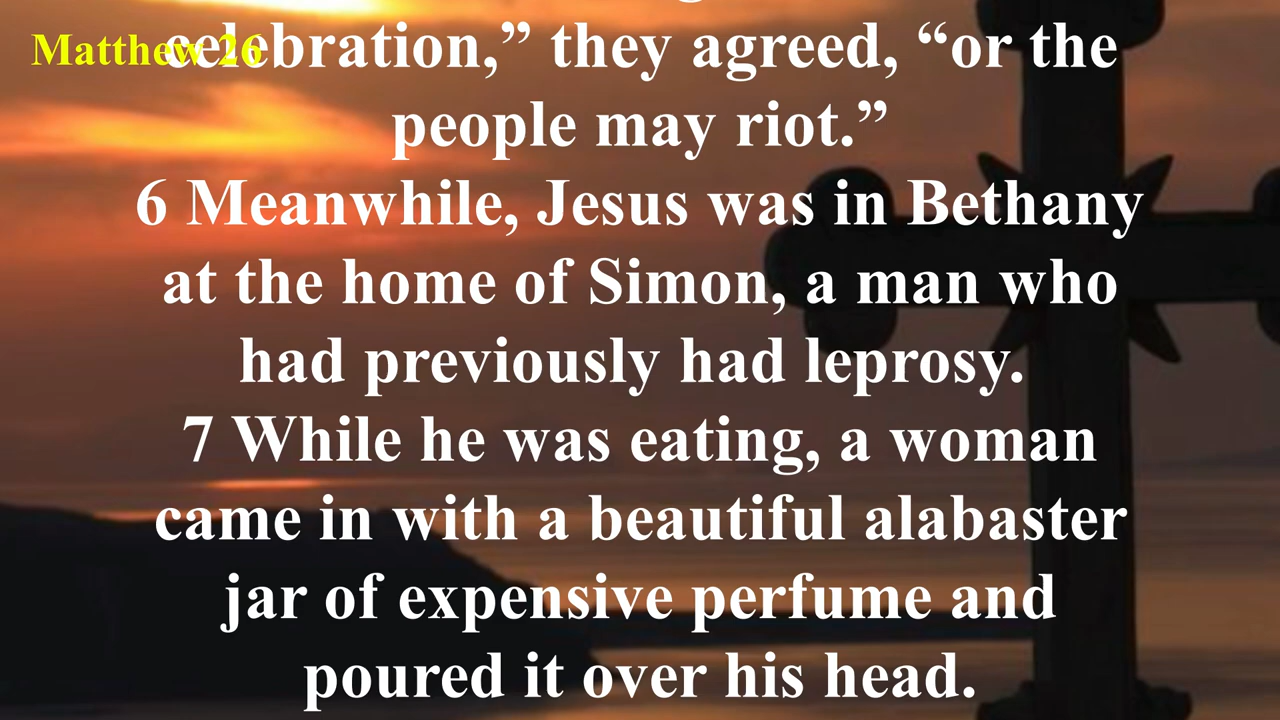 Matthew 26
celebration,” they agreed, “or the
people may riot.”
6 Meanwhile, Jesus was in Bethany
at the home of Simon, a man who
had previously had leprosy.
7 While he was eating, a woman
came in with a beautiful alabaster
jar of expensive perfume and
poured it over his head.